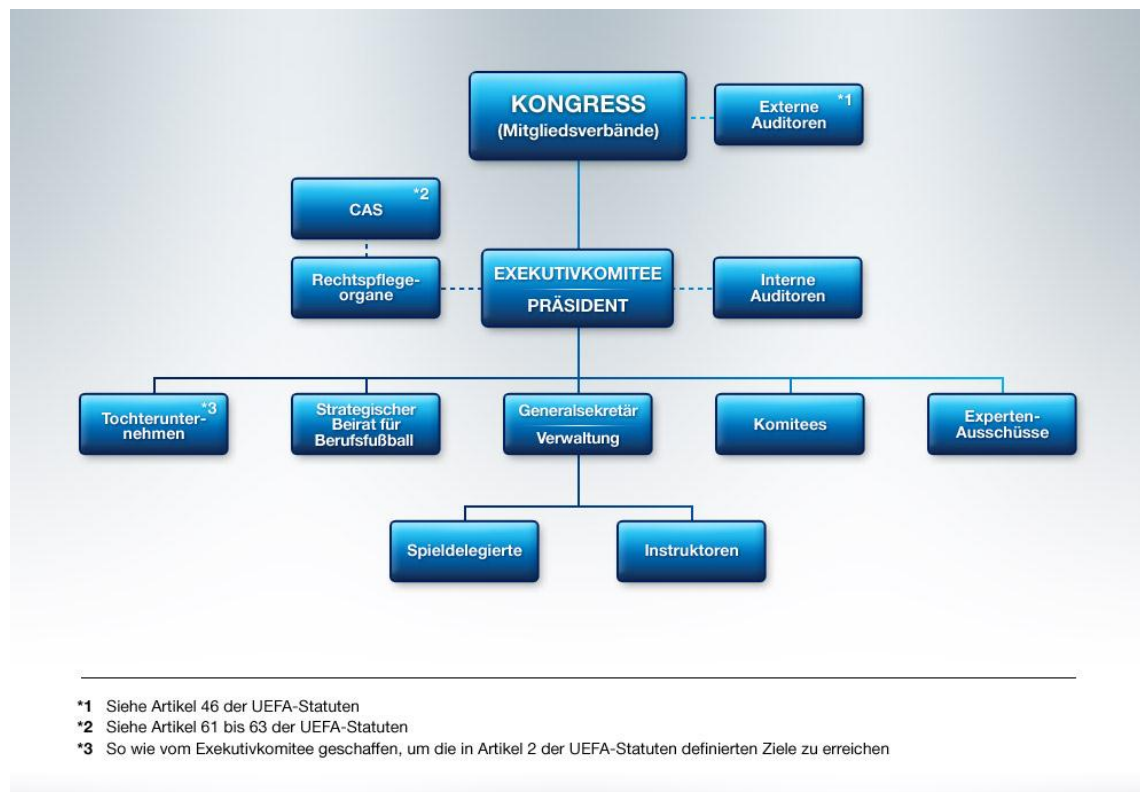 KONGRESS
(Mitgliedsverbände)
Externe *1
Auditoren
CAS *2
Rechtspflege-
organe
EXEKUTIVKOMITEE
PRÄSIDENT
Interne
Auditoren
Tochterunter- *3
nehmen
Strategischer
Beirat für
Berufsfußball
Generalsekretär
Verwaltung
Komitees
Experten-
Ausschüsse
Spieldelegierte
Instruktoren
*1 Siehe Artikel 46 der UEFA-Statuten
*2 Siehe Artikel 61 bis 63 der UEFA-Statuten
*3 So wie vom Exekutivkomitee geschaffen, um die in Artikel 2 der UEFA-Statuten definierten Ziele zu erreichen